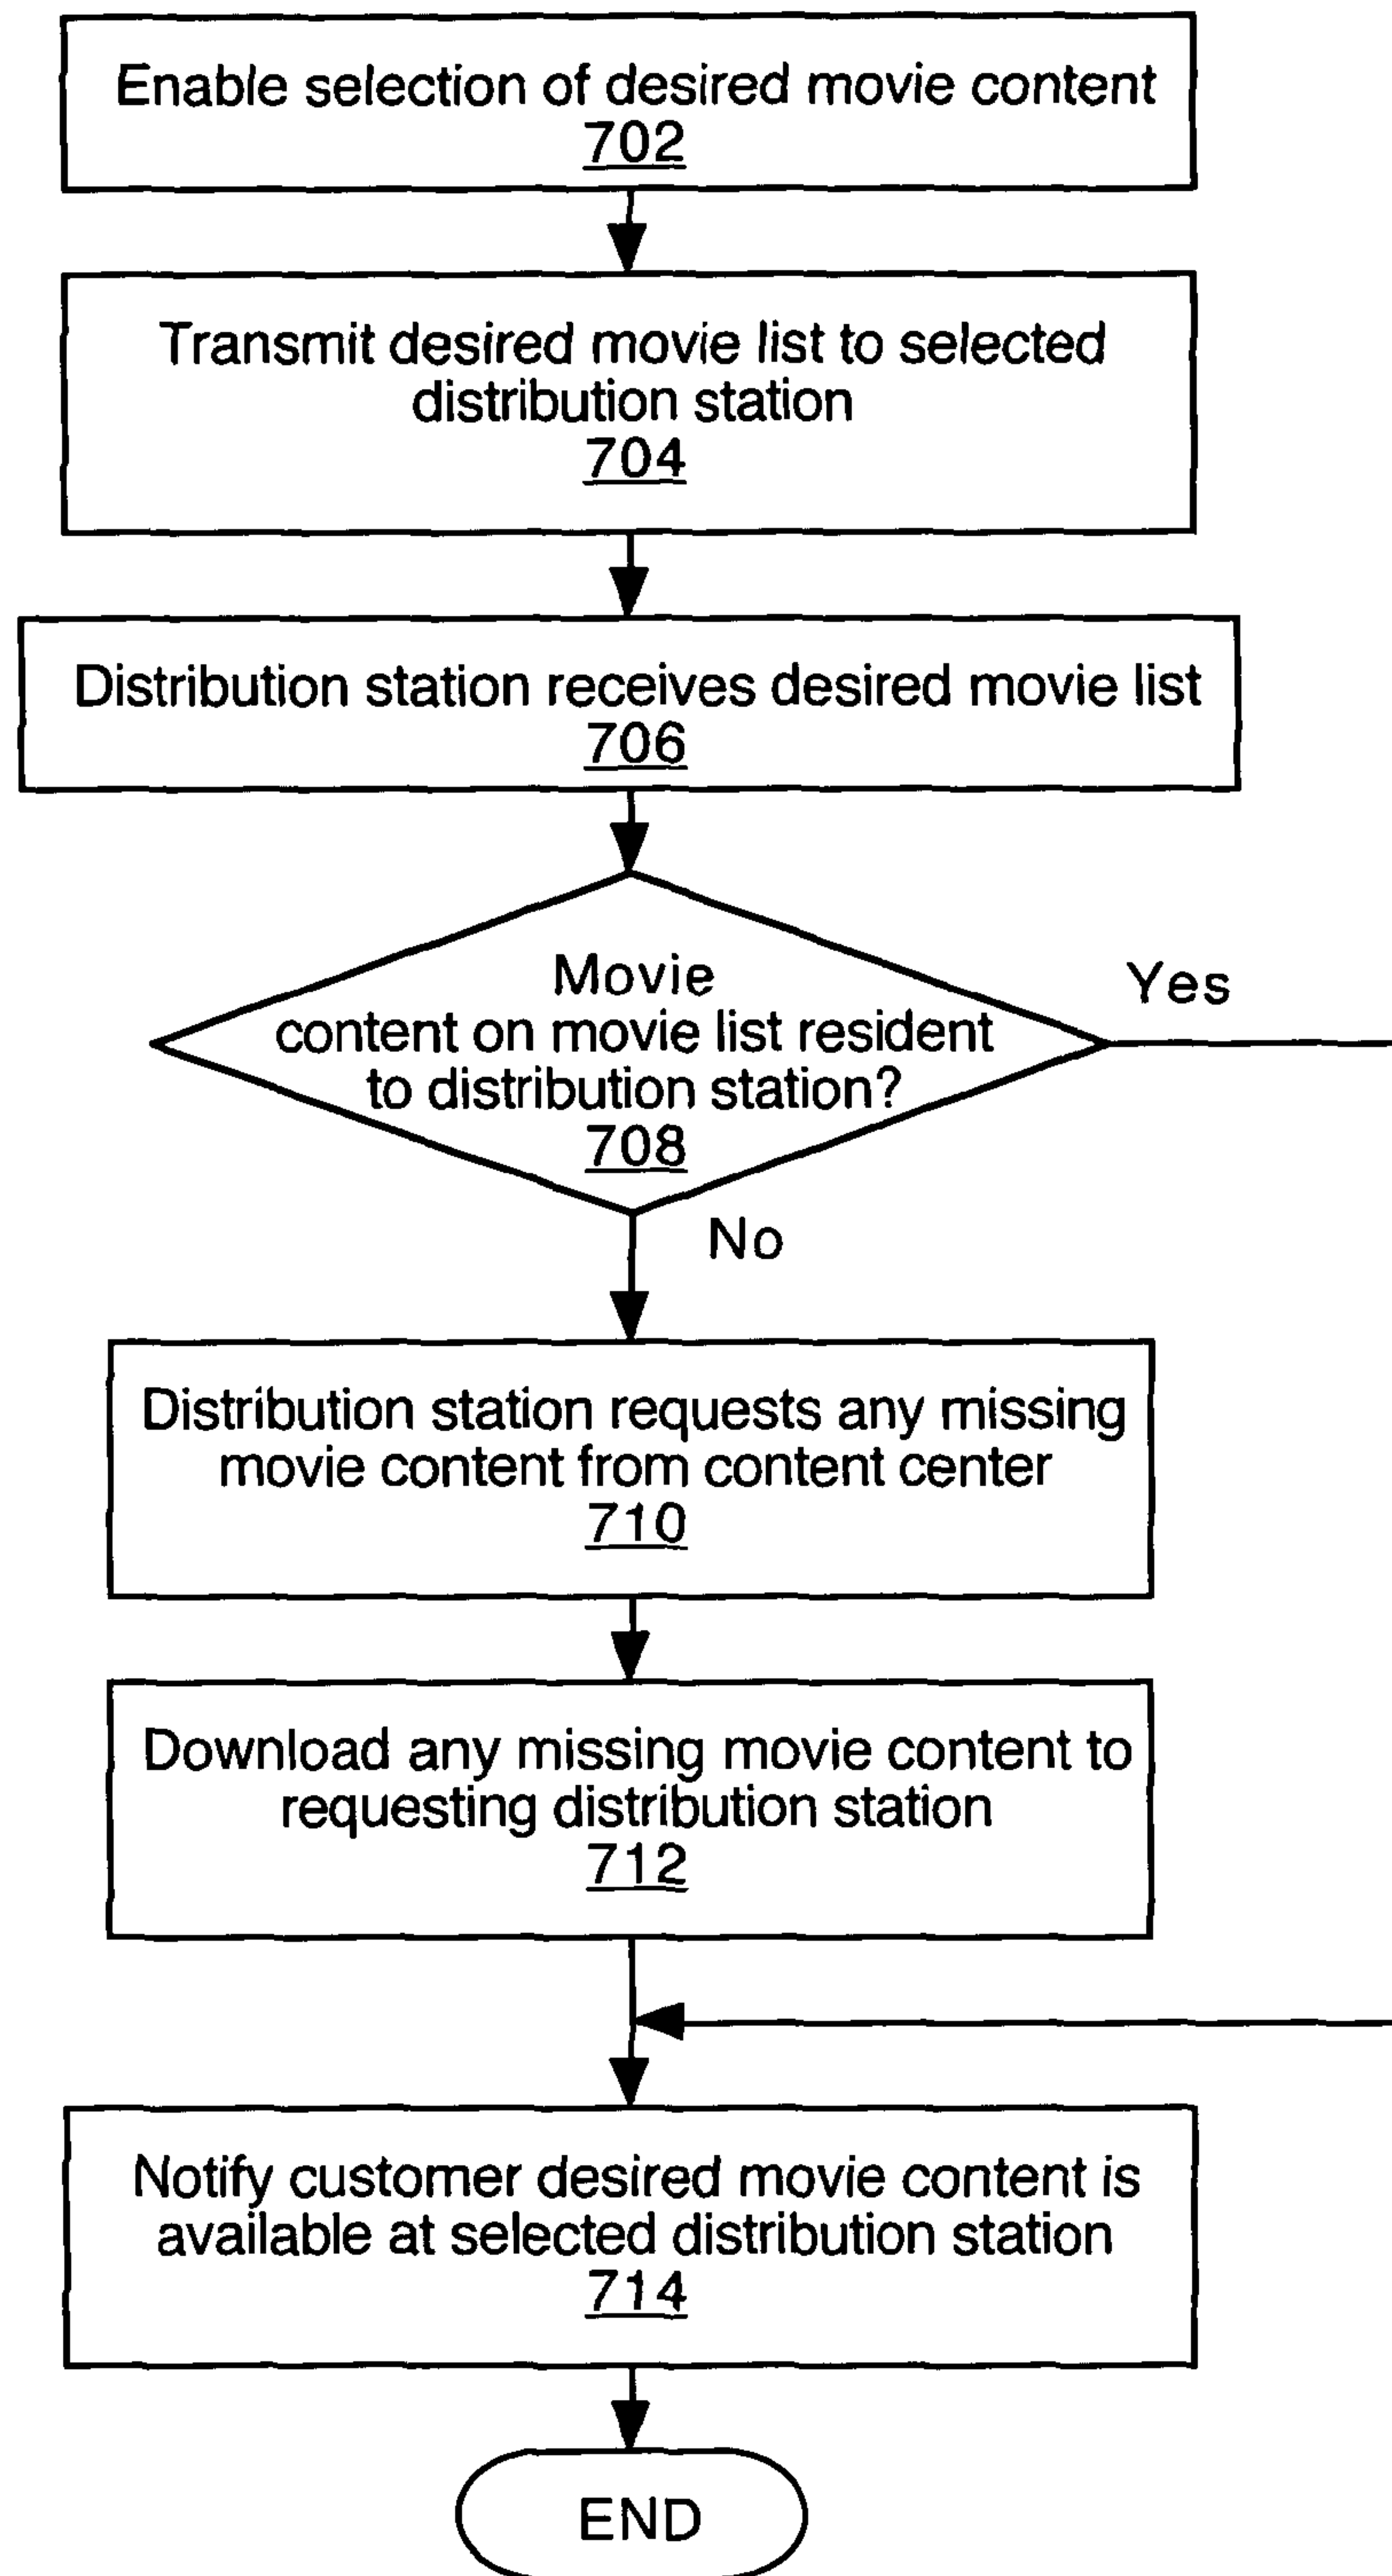 Enable selection of desired movie content
702
Transmit desired movie list to selected
distribution station
704
Distribution station receives desired movie list
706
Movie
content on movie list resident
to distribution station?
708
Yes
No
Distribution station requests any missing
movie content from content center
710
Download any missing movie content to
requesting distribution station
712
Notify customer desired movie content is
available at selected distribution station
714
END